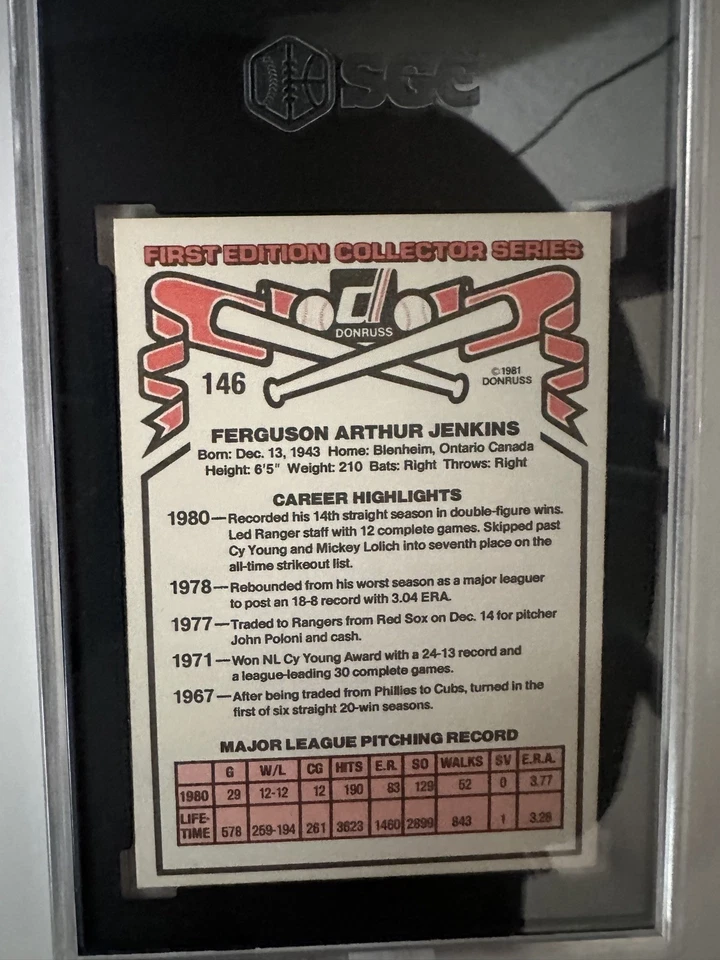 SGC
FIRST EDITION COLLECTOR SERIES
d
DONRUSS
146
©1981
DONRUSS
FERGUSON ARTHUR JENKINS
Born: Dec. 13, 1943 Home: Blenheim, Ontario Canada
Height: 6'5" Weight: 210 Bats: Right Throws: Right
CAREER HIGHLIGHTS
1980—Recorded his 14th straight season in double-figure wins.
Led Ranger staff with 12 complete games. Skipped past
Cy Young and Mickey Lolich into seventh place on the
all-time strikeout list.
1978—Rebounded from his worst season as a major leaguer
to post an 18-8 record with 3.04 ERA.
1977—Traded to Rangers from Red Sox on Dec. 14 for pitcher
John Poloni and cash.
1971—Won NL Cy Young Award with a 24-13 record and
a league-leading 30 complete games.
1967—After being traded from Phillies to Cubs, turned in the
first of six straight 20-win seasons.
MAJOR LEAGUE PITCHING RECORD
G W/L CG HITS E.R. SO WALKS SV E.R.A.
1980 29 12-12 12 190 83 129 52 0 3.77
LIFE-
TIME 578 259-194 261 3623 1460 2899 843 1 3.28